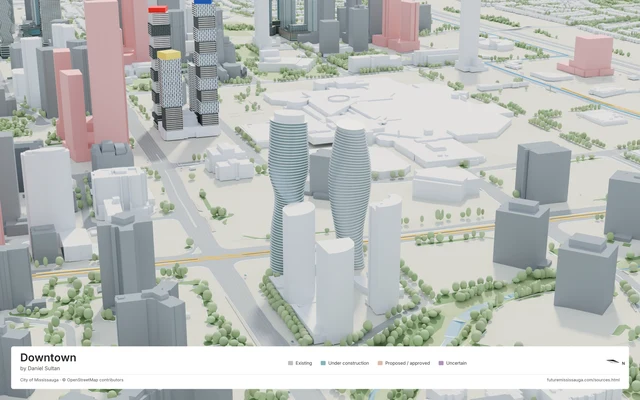 Downtown
by Daniel Sultan
Existing
Under construction
Proposed / approved
Uncertain
N
City of Mississauga · © OpenStreetMap contributors
futuremississauga.com/sources.html